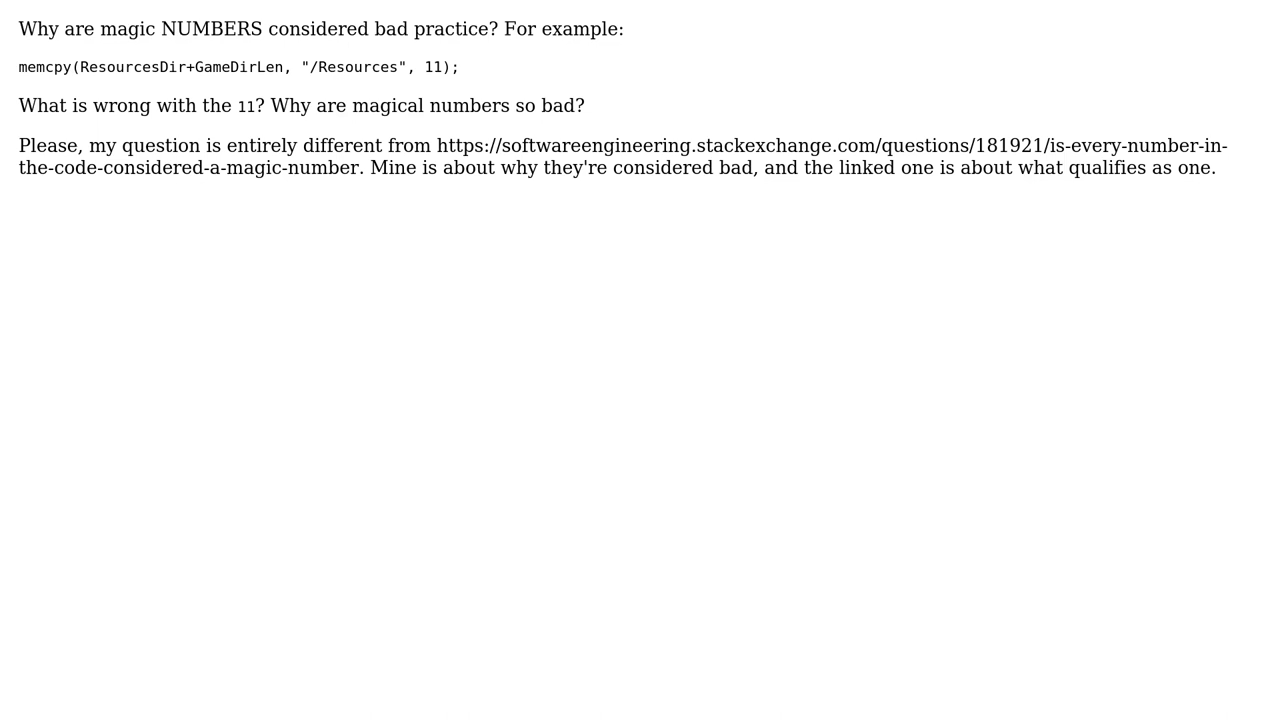 Why are magic NUMBERS considered bad practice? For example:
memcpy(ResourcesDir+GameDirLen, "/Resources", 11);
What is wrong with the 11? Why are magical numbers so bad?
Please, my question is entirely different from https://softwareengineering.stackexchange.com/questions/181921/is-every-number-in-
the-code-considered-a-magic-number. Mine is about why they're considered bad, and the linked one is about what qualifies as one.